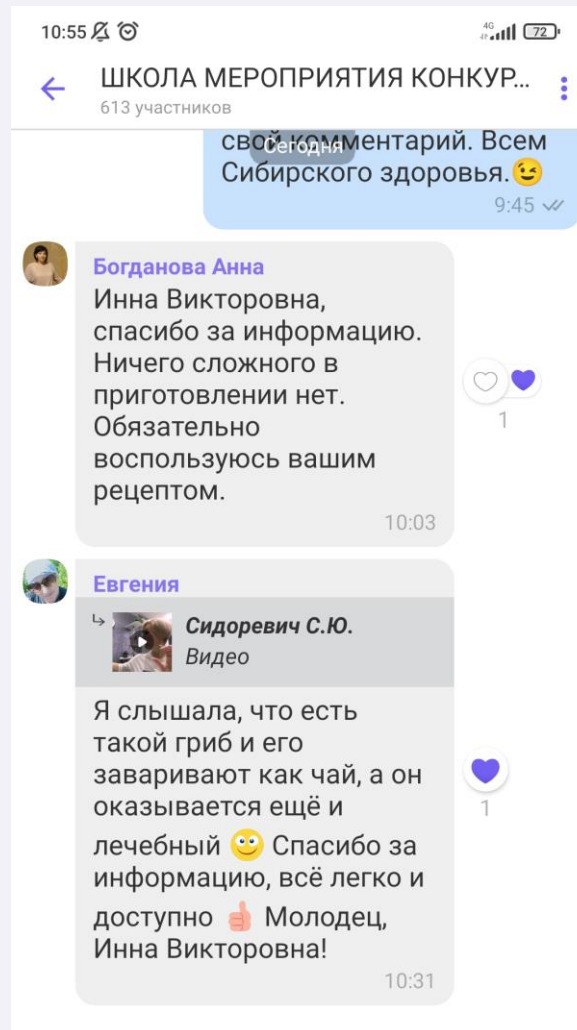 10:55
4G
72
ШКОЛА МЕРОПРИЯТИЯ КОНКУР...
613 участников
свой комментарий. Всем
Сегодня
Сибирского здоровья.😉
9:45
Богданова Анна
Инна Викторовна,
спасибо за информацию.
Ничего сложного в
приготовлении нет.
Обязательно
воспользуюсь вашим
рецептом.
1
10:03
Евгения
Сидоревич С.Ю.
Видео
Я слышала, что есть
такой гриб и его
заваривают как чай, а он
оказывается ещё и
лечебный 🙂 Спасибо за
информацию, всё легко и
доступно 👍 Молодец,
Инна Викторовна!
1
10:31